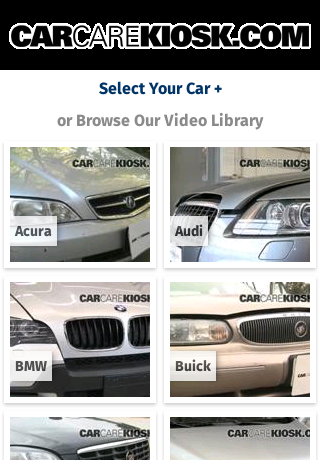 CARCAREKIOSK.COM
Select Your Car +
or Browse Our Video Library
CARCAREKIOSK.
Acura
CARCAREKIOSK.
Audi
CARCAREKIOSK
BMW
CARCAREKIOSK
Buick
CARCAREKIOSK.
CARCAREKIOSK.C